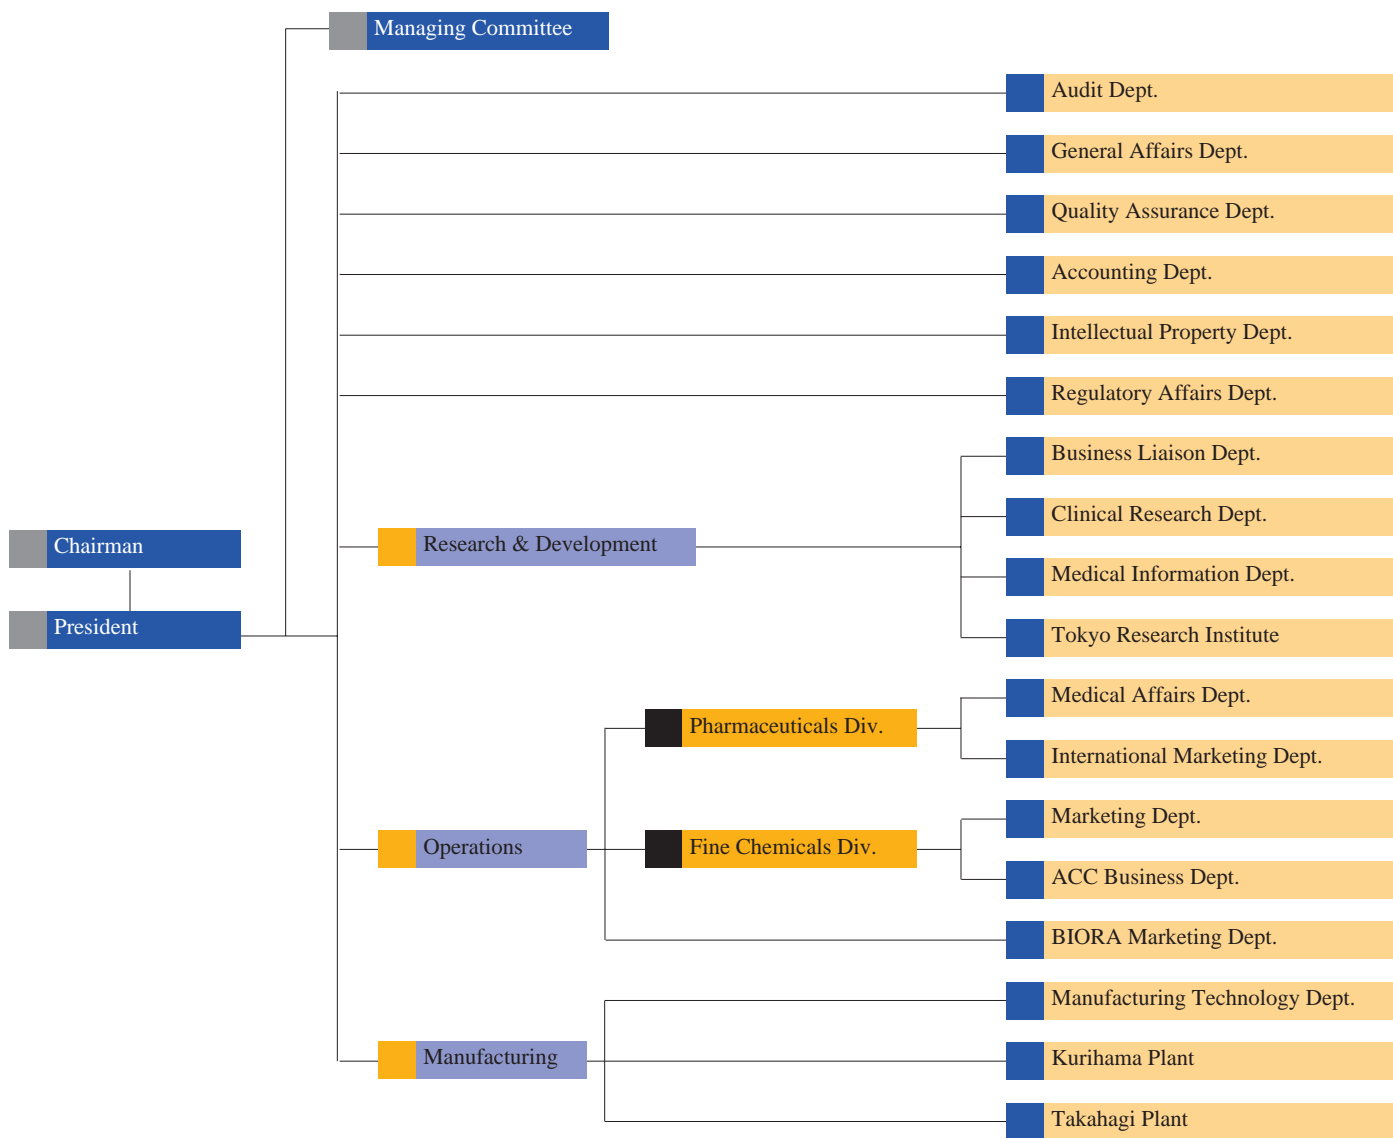 Managing Committee
Audit Dept.
General Affairs Dept.
Quality Assurance Dept.
Accounting Dept.
Intellectual Property Dept.
Regulatory Affairs Dept.
Business Liaison Dept.
Clinical Research Dept.
Chairman
Research & Development
Medical Information Dept.
President
Tokyo Research Institute
Medical Affairs Dept.
Pharmaceuticals Div.
International Marketing Dept.
Marketing Dept.
Operations
Fine Chemicals Div.
ACC Business Dept.
BIORA Marketing Dept.
Manufacturing Technology Dept.
Manufacturing
Kurihama Plant
Takahagi Plant